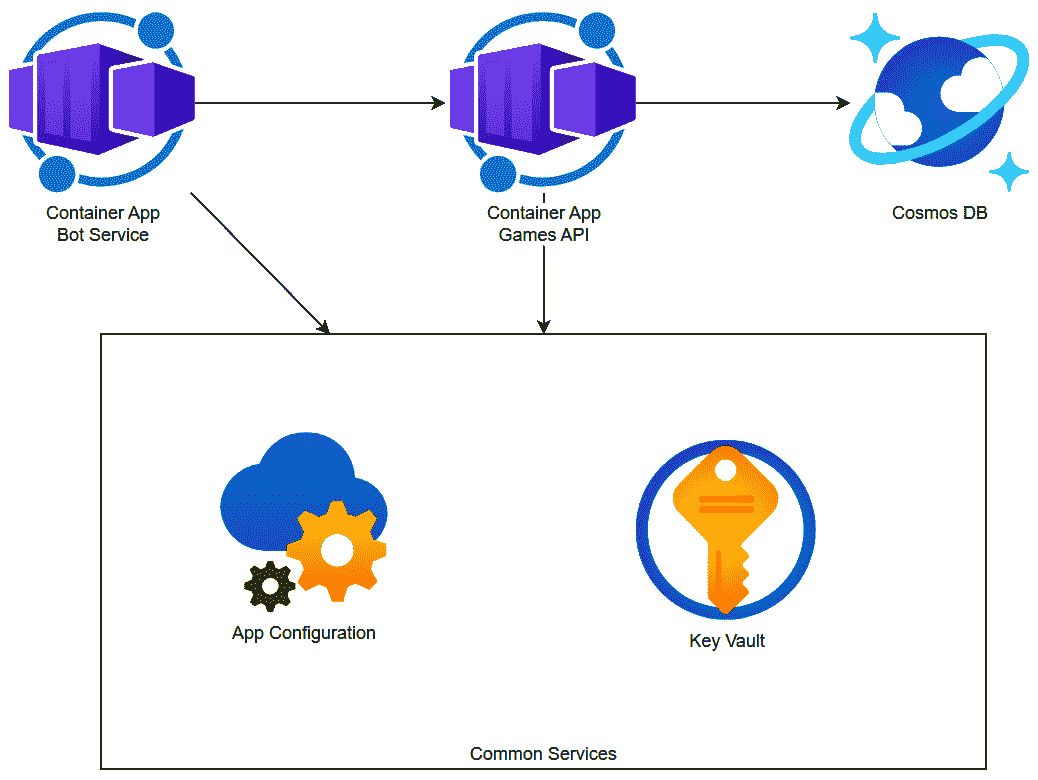 Container App
Bot Service
Container App
Games API
Cosmos DB
App Configuration
Key Vault
Common Services